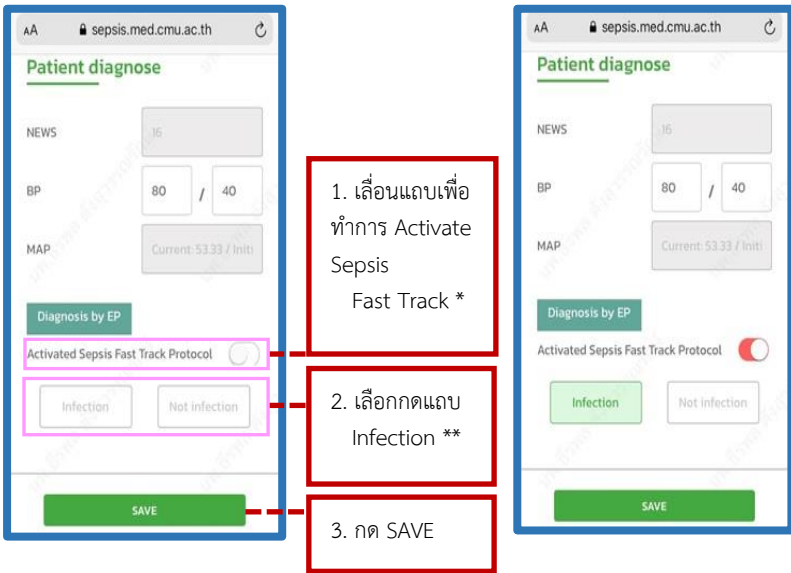 AA sepsis.med.cmu.ac.th
Patient diagnose
NEWS 16
BP 80 / 40
MAP Current: 53.33 / Initi
Diagnosis by EP
Activated Sepsis Fast Track Protocol
Infection Not infection
SAVE
1. เลื่อนแถบเพื่อ
ทำการ Activate
Sepsis
Fast Track *
2. เลือกกดแถบ
Infection **
3. กด SAVE
AA sepsis.med.cmu.ac.th
Patient diagnose
NEWS 16
BP 80 / 40
MAP Current: 53.33 / Initi
Diagnosis by EP
Activated Sepsis Fast Track Protocol
Infection Not infection
SAVE